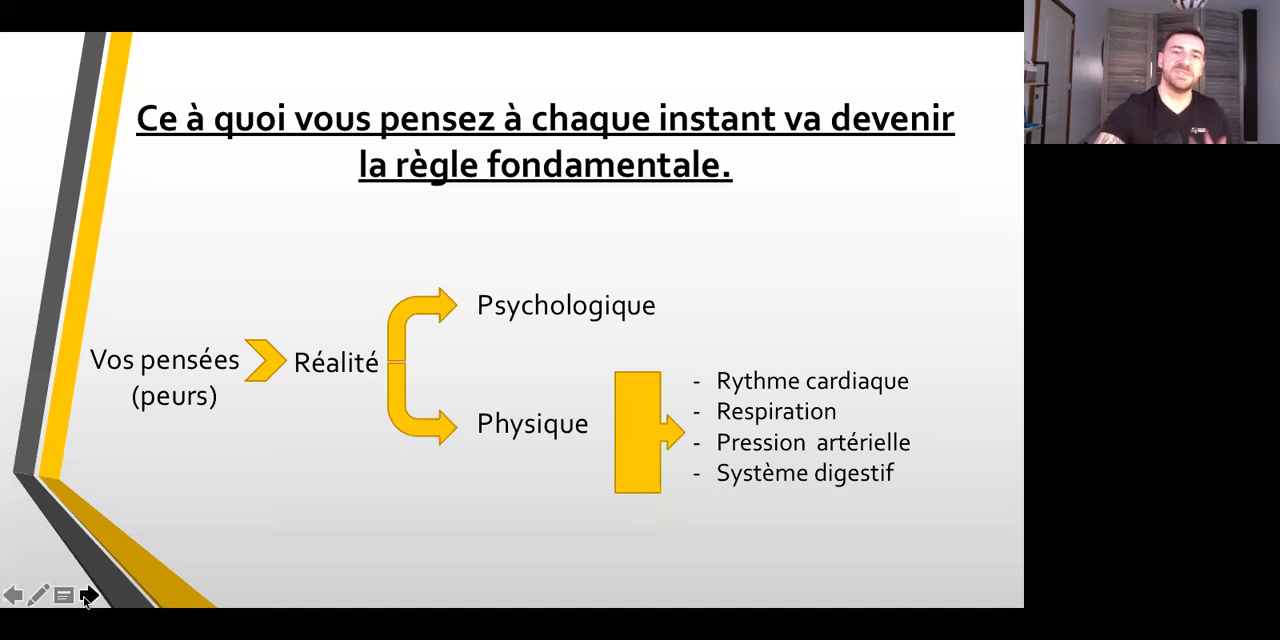 Ce à quoi vous pensez à chaque instant va devenir
la règle fondamentale.
Vos pensées
(peurs)
Réalité
Psychologique
Physique
- Rythme cardiaque
- Respiration
- Pression artérielle
- Système digestif